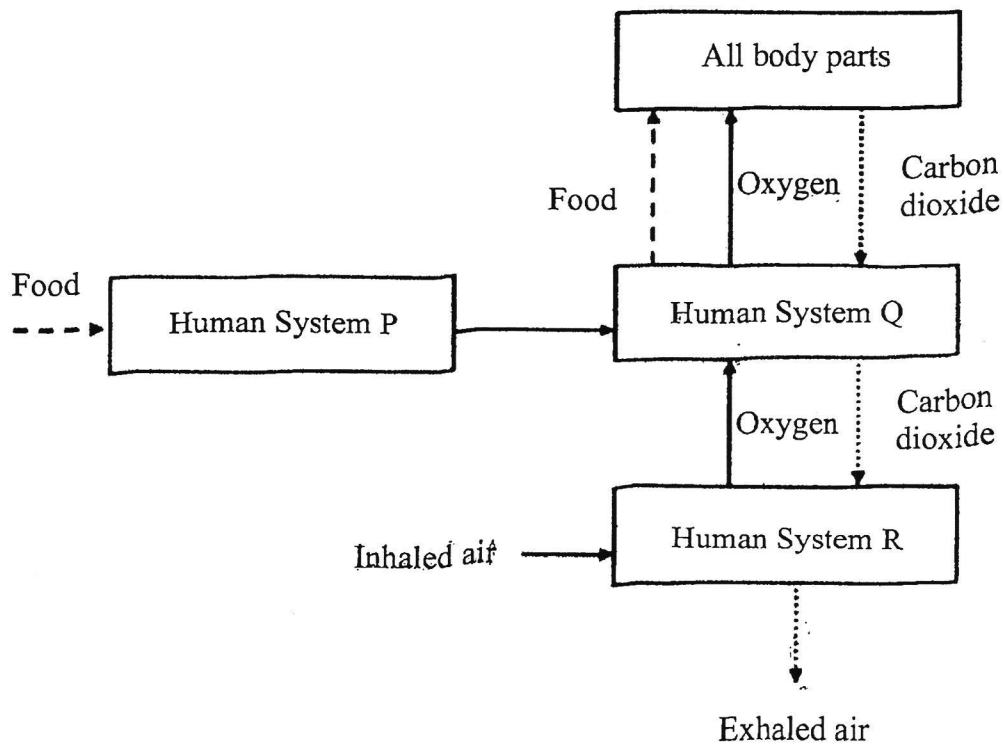 All body parts
Food
Oxygen
Carbon
dioxide
Food
Human System P
Human System Q
Oxygen
Carbon
dioxide
Inhaled air
Human System R
Exhaled air